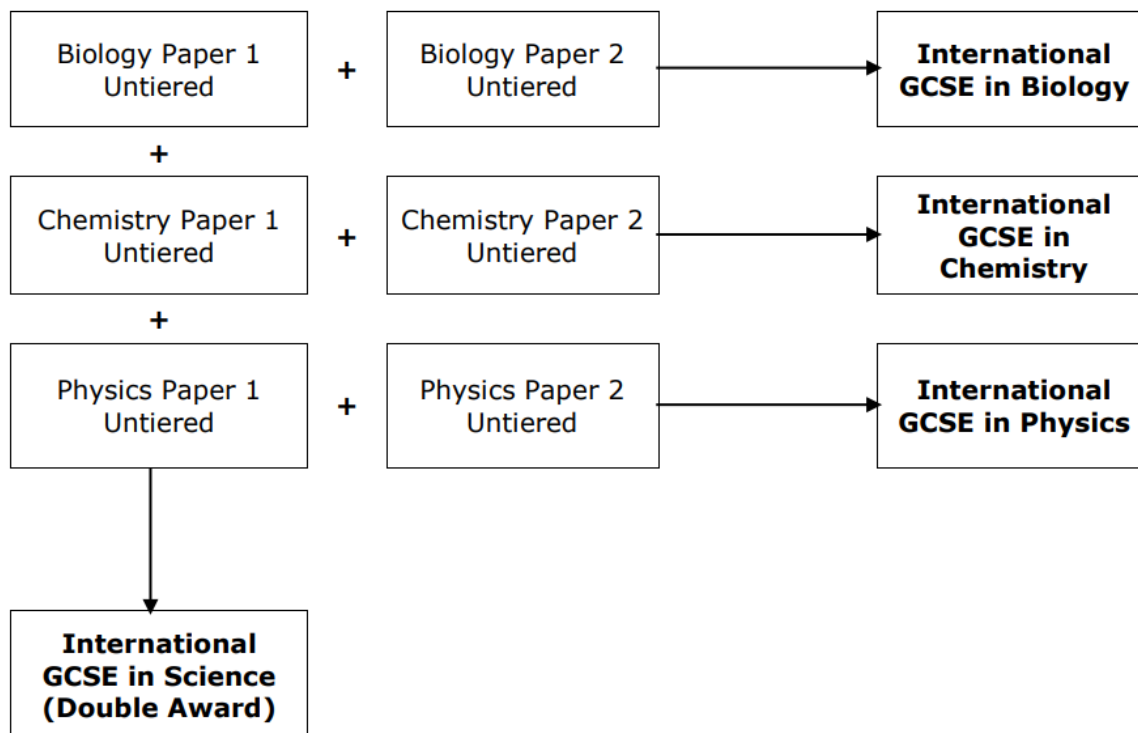 Biology Paper 1
Untiered
+
Biology Paper 2
Untiered
International
GCSE in Biology
+
Chemistry Paper 1
Untiered
+
Chemistry Paper 2
Untiered
International
GCSE in
Chemistry
+
Physics Paper 1
Untiered
+
Physics Paper 2
Untiered
International
GCSE in Physics
International
GCSE in Science
(Double Award)